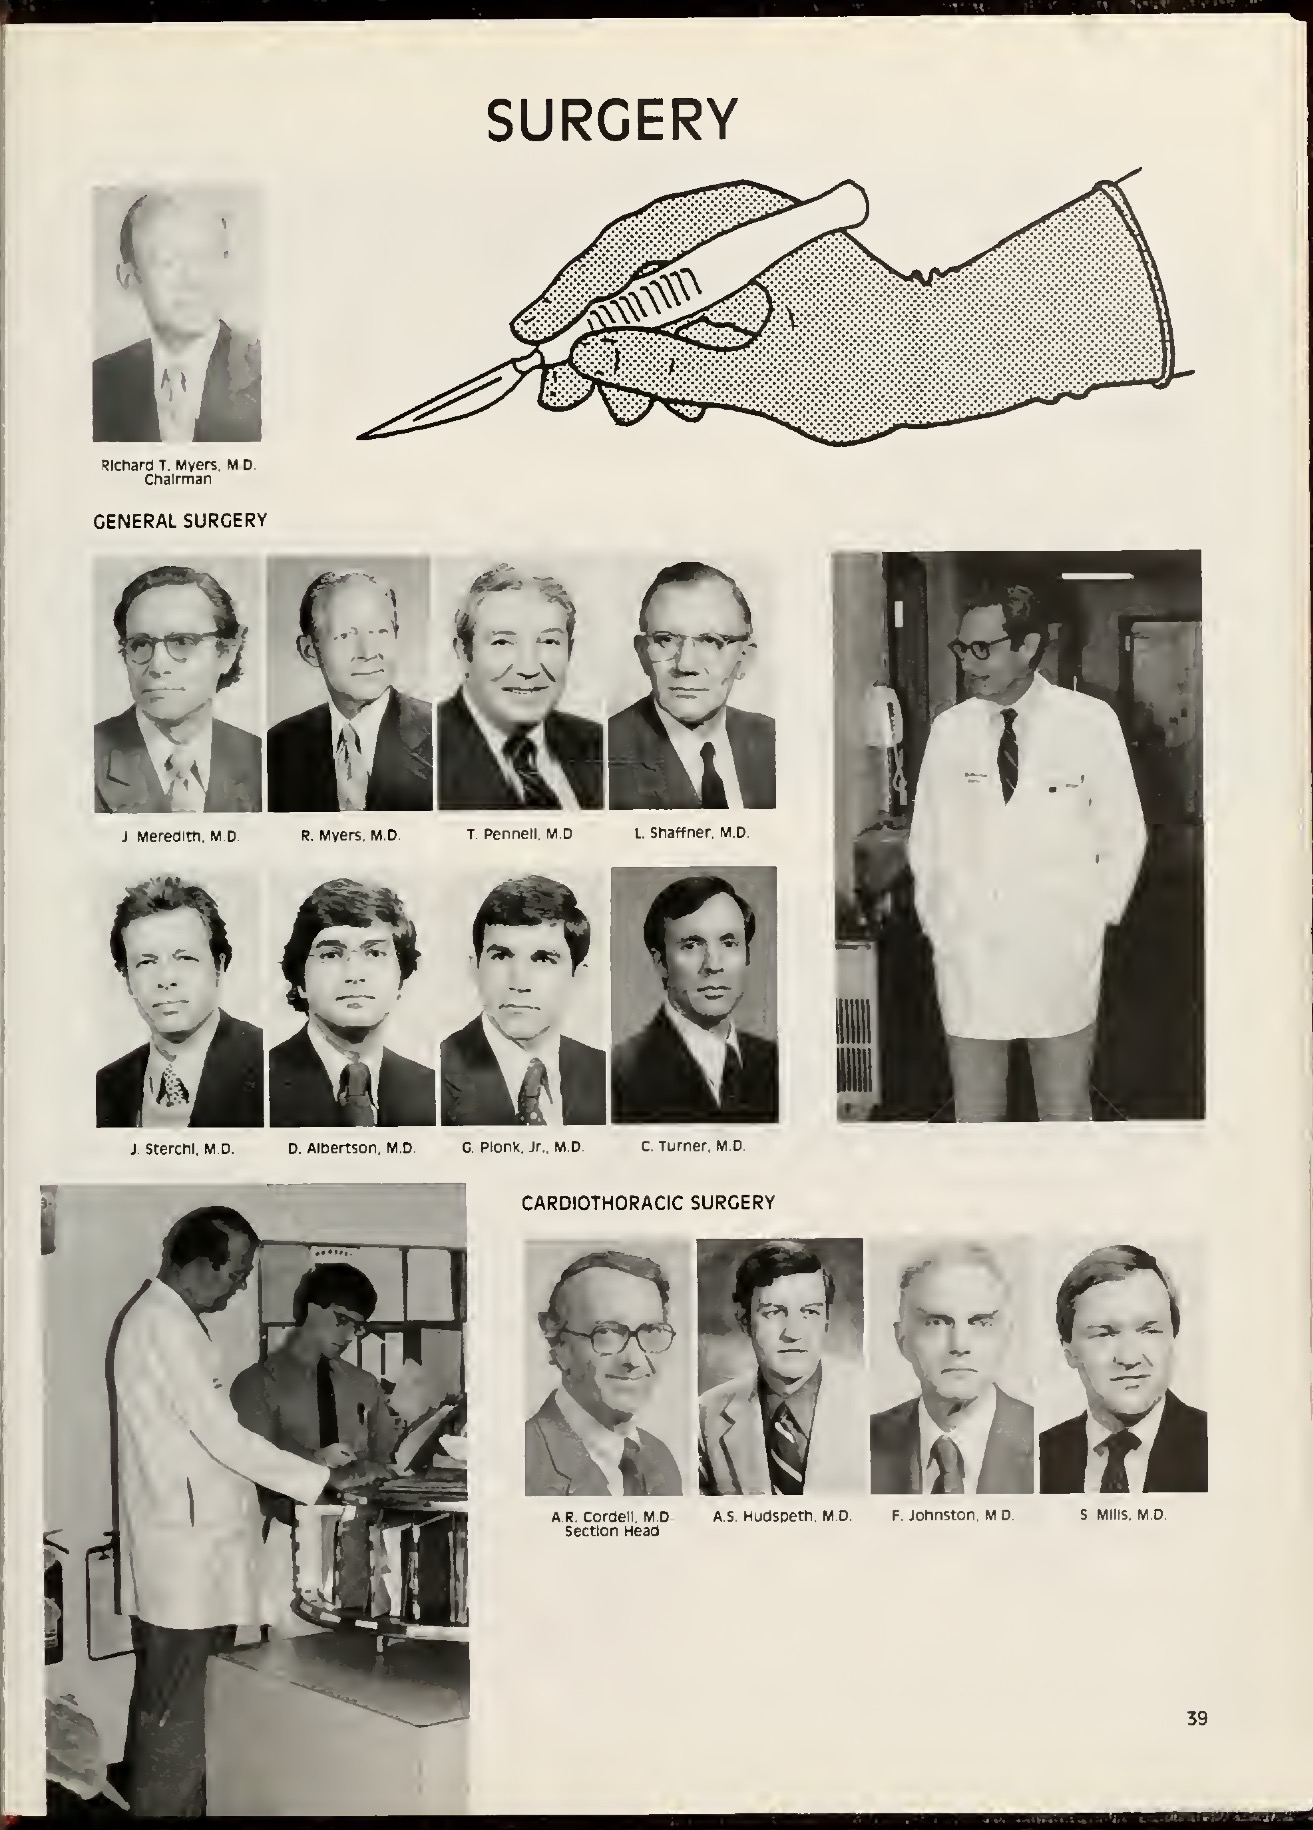 SURGERY
Richard T. Myers, M.D.
Chairman
GENERAL SURGERY
J. Meredith, M.D.
R. Myers, M.D.
T. Pennell, M.D
L. Shaffner, M.D.
J. Sterchi, M.D.
D. Albertson, M.D.
G. Plonk, Jr., M.D.
C. Turner, M.D.
CARDIOTHORACIC SURGERY
A.R. Cordell, M.D
Section Head
A.S. Hudspeth, M.D.
F. Johnston, M.D.
S. Mills, M.D.
39